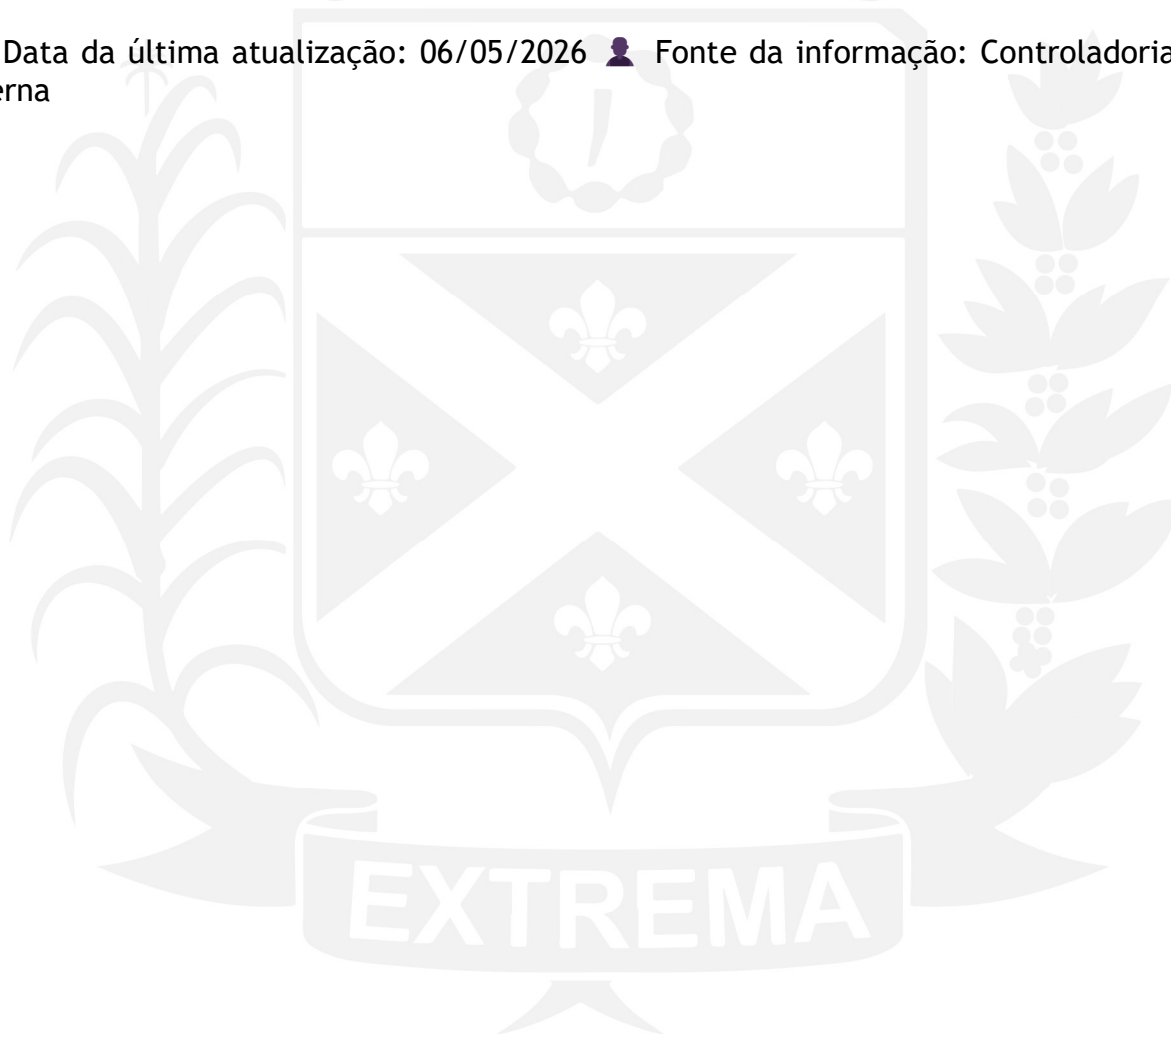 Data da última atualização: 06/05/2026 👤 Fonte da informação: Controladoria
erna
EXTREMA